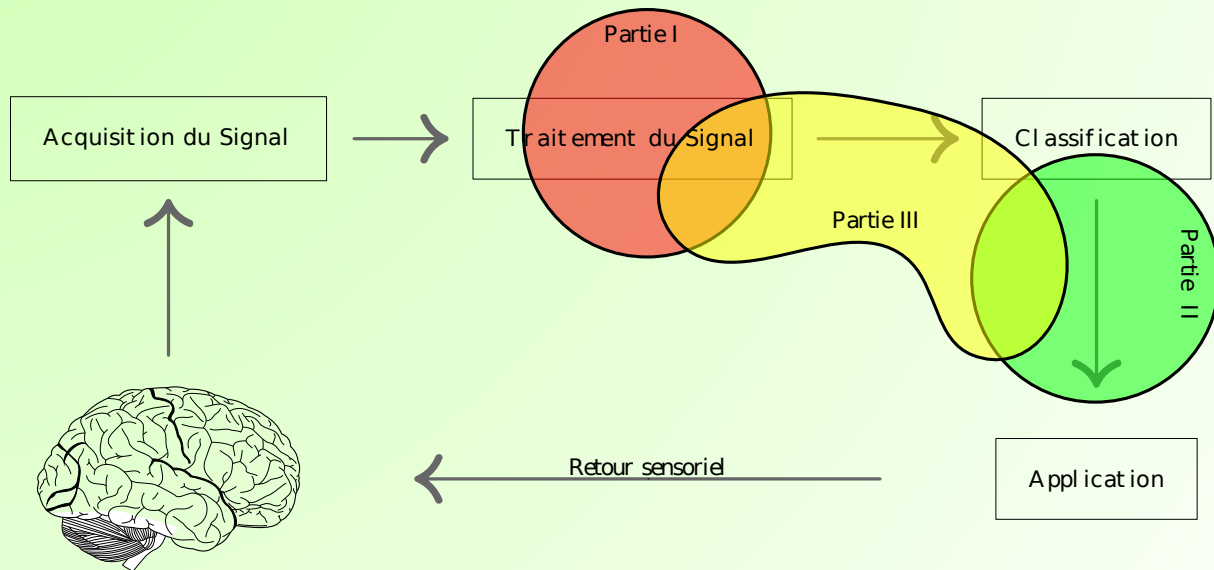 Partie I
Acquisition du Signal
Traitement du Signal
Classification
Partie III
Partie II
Retour sensoriel
Application